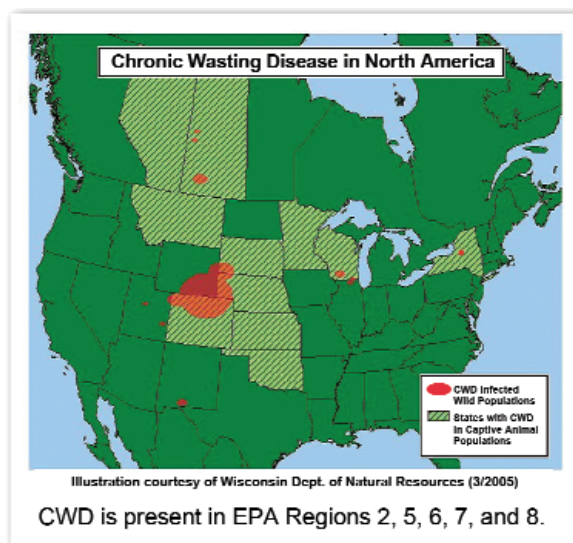 Chronic Wasting Disease in North America
CWD Infected
Wild Populations
States with CWD
in Captive Animal
Populations
Illustration courtesy of Wisconsin Dept. of Natural Resources (3/2005)
CWD is present in EPA Regions 2, 5, 6, 7, and 8.